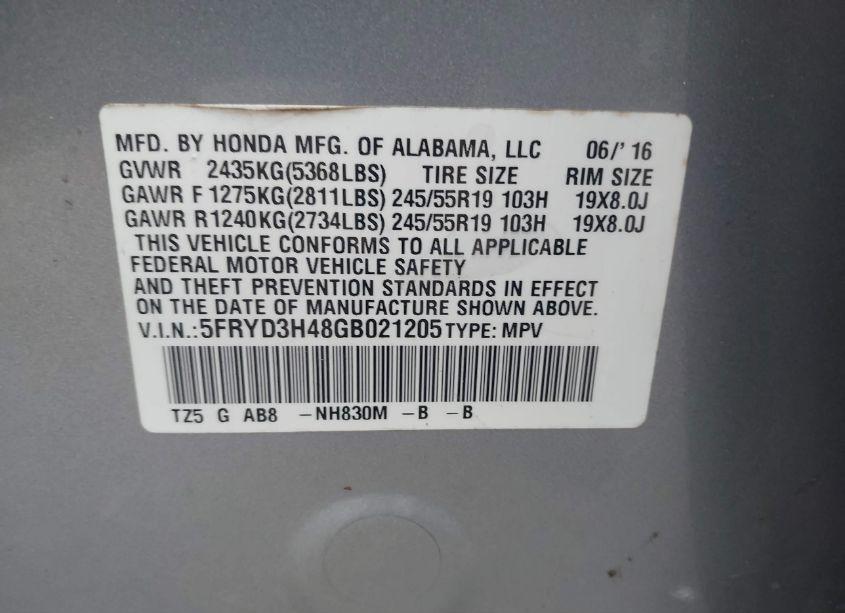 MFD. BY HONDA MFG. OF ALABAMA, LLC 06/'16
GVWR 2435KG(5368LBS) TIRE SIZE RIM SIZE
GAWR F 1275KG(2811LBS) 245/55R19 103H 19X8.0J
GAWR R1240KG(2734LBS) 245/55R19 103H 19X8.0J
THIS VEHICLE CONFORMS TO ALL APPLICABLE
FEDERAL MOTOR VEHICLE SAFETY
AND THEFT PREVENTION STANDARDS IN EFFECT
ON THE DATE OF MANUFACTURE SHOWN ABOVE.
V.I.N.:5FRYD3H48GB021205 TYPE: MPV
TZ5 G AB8 -NH830M -B -B